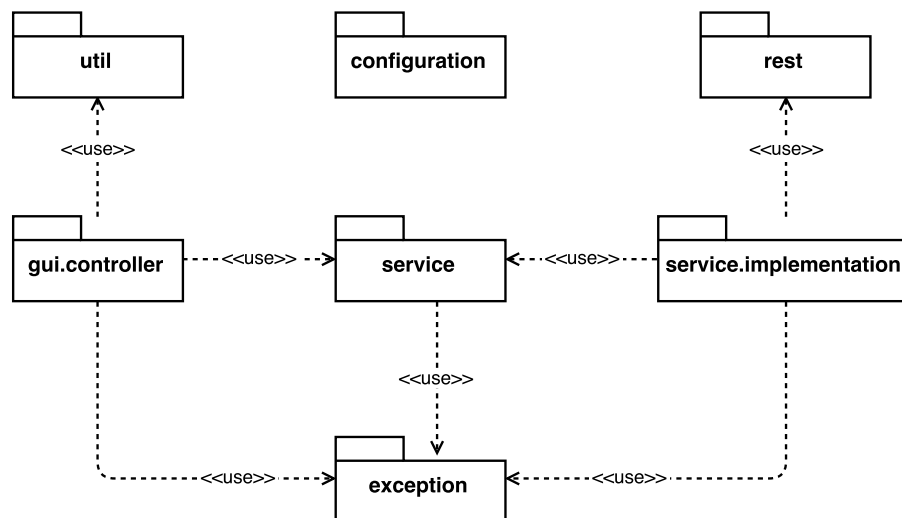 util
configuration
rest
<<use>>
<<use>>
gui.controller
<<use>>
service
<<use>>
service.implementation
<<use>>
<<use>>
exception
<<use>>